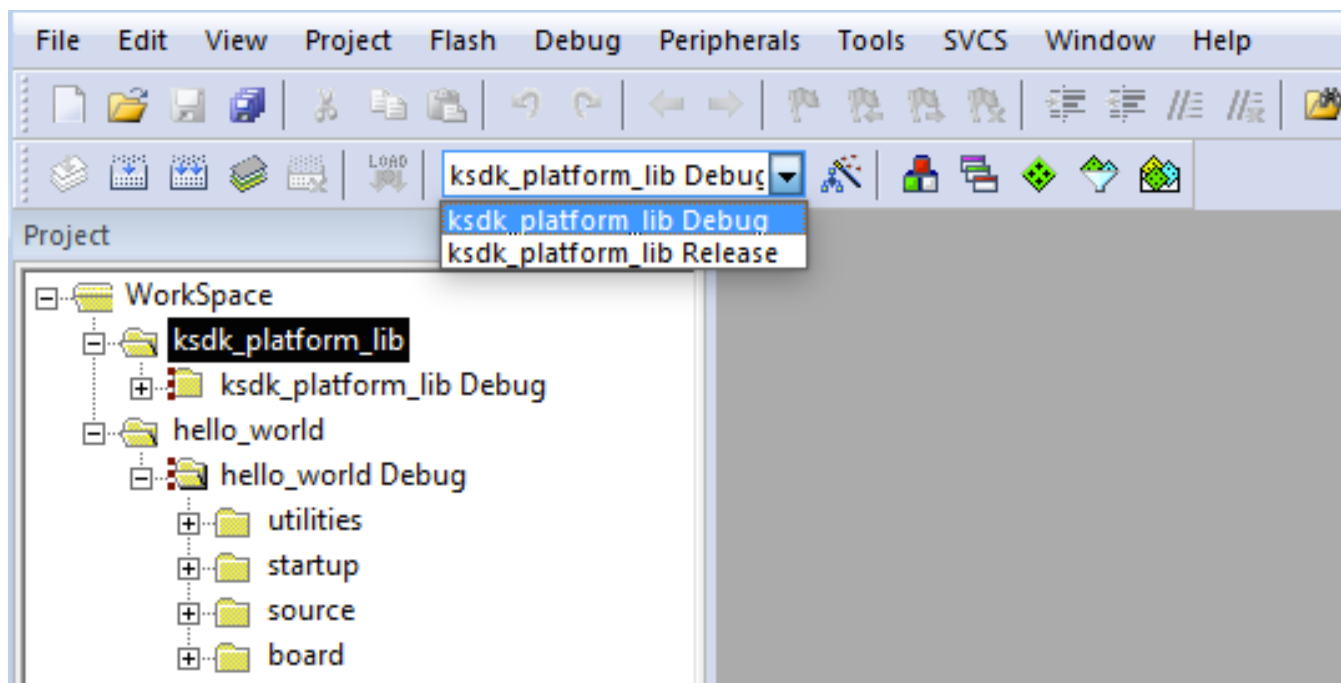 File Edit View Project Flash Debug Peripherals Tools SVCS Window Help
LOAD
ksdk_platform_lib Debug
ksdk_platform_lib Debug
ksdk_platform_lib Release
Project
WorkSpace
ksdk_platform_lib
ksdk_platform_lib Debug
hello_world
hello_world Debug
utilities
startup
source
board